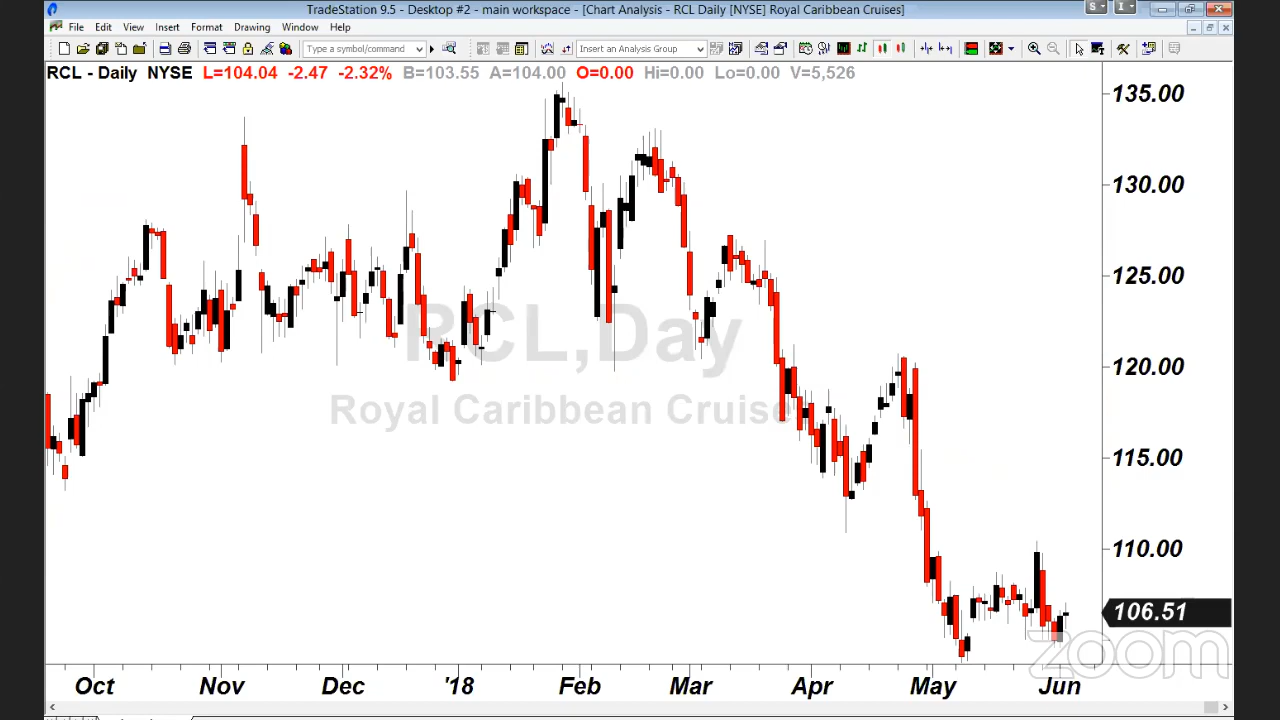 TradeStation 9.5 - Desktop #2 - main workspace - [Chart Analysis - RCL Daily [NYSE] Royal Caribbean Cruises]
S I
File Edit View Insert Format Drawing Window Help
Type a symbol/command Insert an Analysis Group
RCL - Daily NYSE L=104.04 -2.47 -2.32% B=103.55 A=104.00 O=0.00 Hi=0.00 Lo=0.00 V=5,526
135.00
130.00
125.00
RCL,Day
120.00
Royal Caribbean Cruise
115.00
110.00
106.51
zoom
Oct Nov Dec '18 Feb Mar Apr May Jun